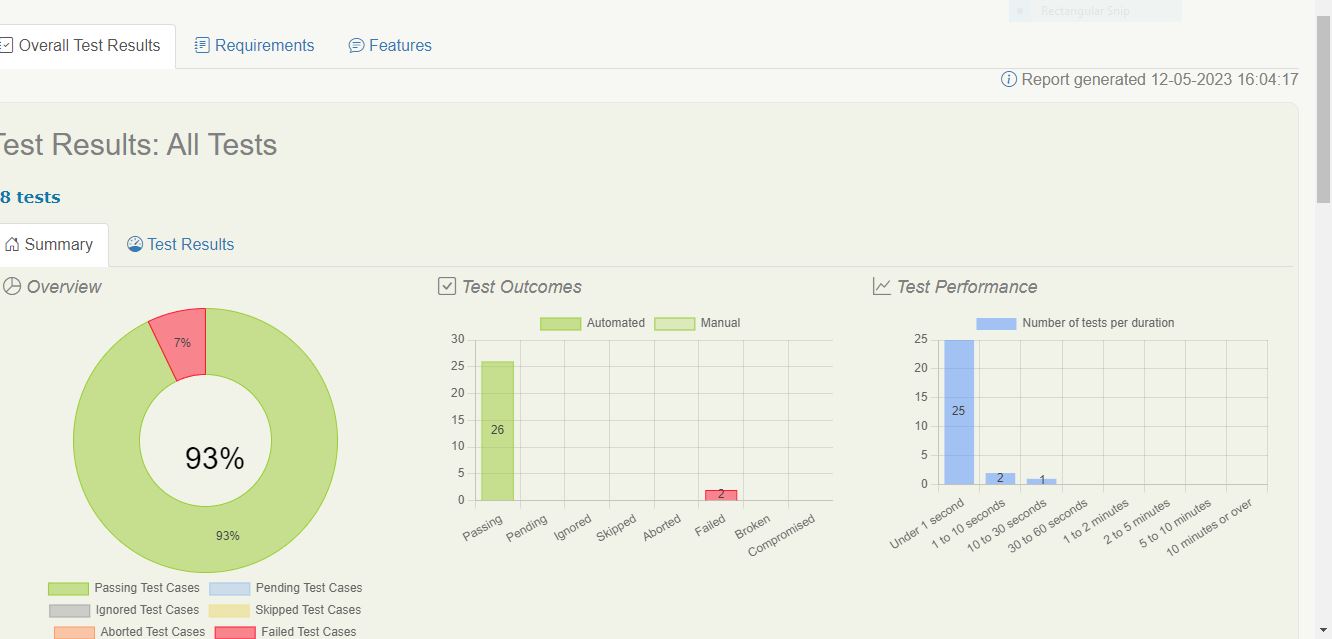 Rectangular Snip
Overall Test Results Requirements Features
Report generated 12-05-2023 16:04:17
Test Results: All Tests
8 tests
Summary Test Results
Overview
7%
93%
93%
Passing Test Cases Pending Test Cases
Ignored Test Cases Skipped Test Cases
Aborted Test Cases Failed Test Cases
Test Outcomes
Automated Manual
30
25
20
15
10
5
0
26
2
Passing Pending Ignored Skipped Aborted Failed Broken Compromised
Test Performance
Number of tests per duration
25
20
15
10
5
0
25
2
1
Under 1 second 1 to 10 seconds 10 to 30 seconds 30 to 60 seconds 1 to 2 minutes 2 to 5 minutes 5 to 10 minutes 10 minutes or over